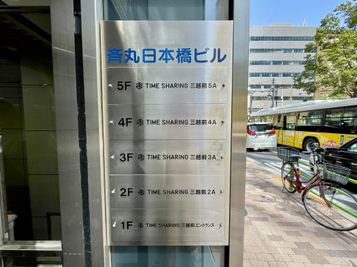 斉丸日本橋ビル
5F TIME SHARING 三越前5A
4F TIME SHARING 三越前4A
3F TIME SHARING 三越前3A
2F TIME SHARING 三越前2A
1F TIME SHARING 三越前エントランス